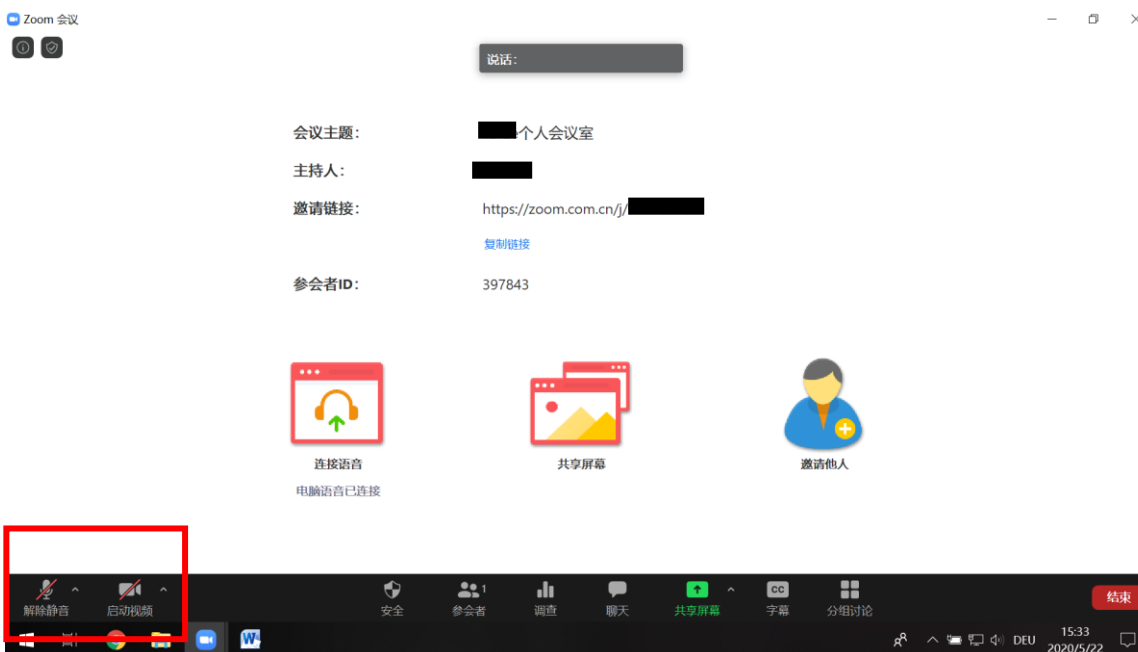 Zoom 会议
说话：
会议主题：
个人会议室
主持人：
邀请链接：
https://zoom.com.cn/j/
复制链接
参会者ID：
397843
连接语音
共享屏幕
邀请他人
电脑语音已连接
解除静音
启动视频
安全
1
参会者
调查
聊天
共享屏幕
CC
字幕
分组讨论
结束
W
DEU
15:33
2020/5/22